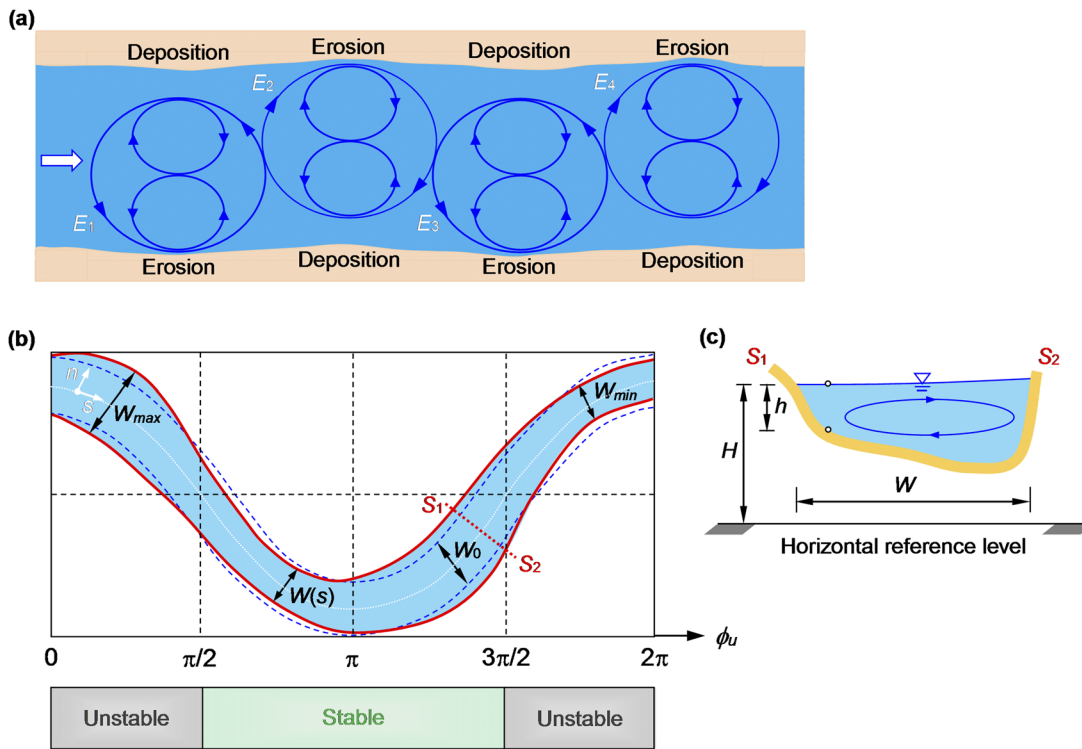 (a)
Deposition Erosion Deposition Erosion
E1 E2 E3 E4
Erosion Deposition Erosion Deposition
(b)
n
s
Wmax
Wmin
S1
W0
S2
W(s)
0 π/2 π 3π/2 2π ϕu
Unstable Stable Unstable
(c)
S1 S2
h
H
W
Horizontal reference level